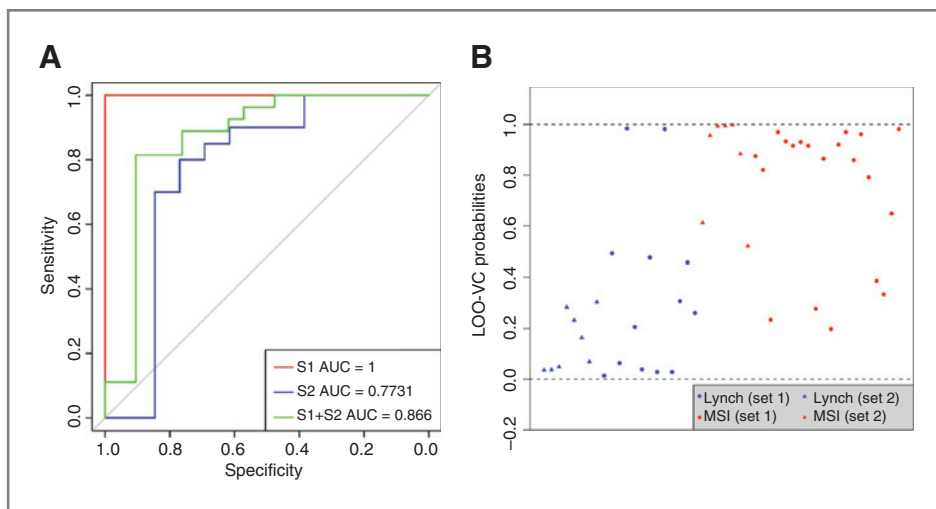 A
Sensitivity
1.0
0.8
0.6
0.4
0.2
0.0
S1 AUC = 1
S2 AUC = 0.7731
S1+S2 AUC = 0.866
1.0 0.8 0.6 0.4 0.2 0.0
Specificity
B
LOO-VC probabilities
1.0
0.8
0.6
0.4
0.2
0.0
−0.2
Lynch (set 1) Lynch (set 2)
MSI (set 1) MSI (set 2)